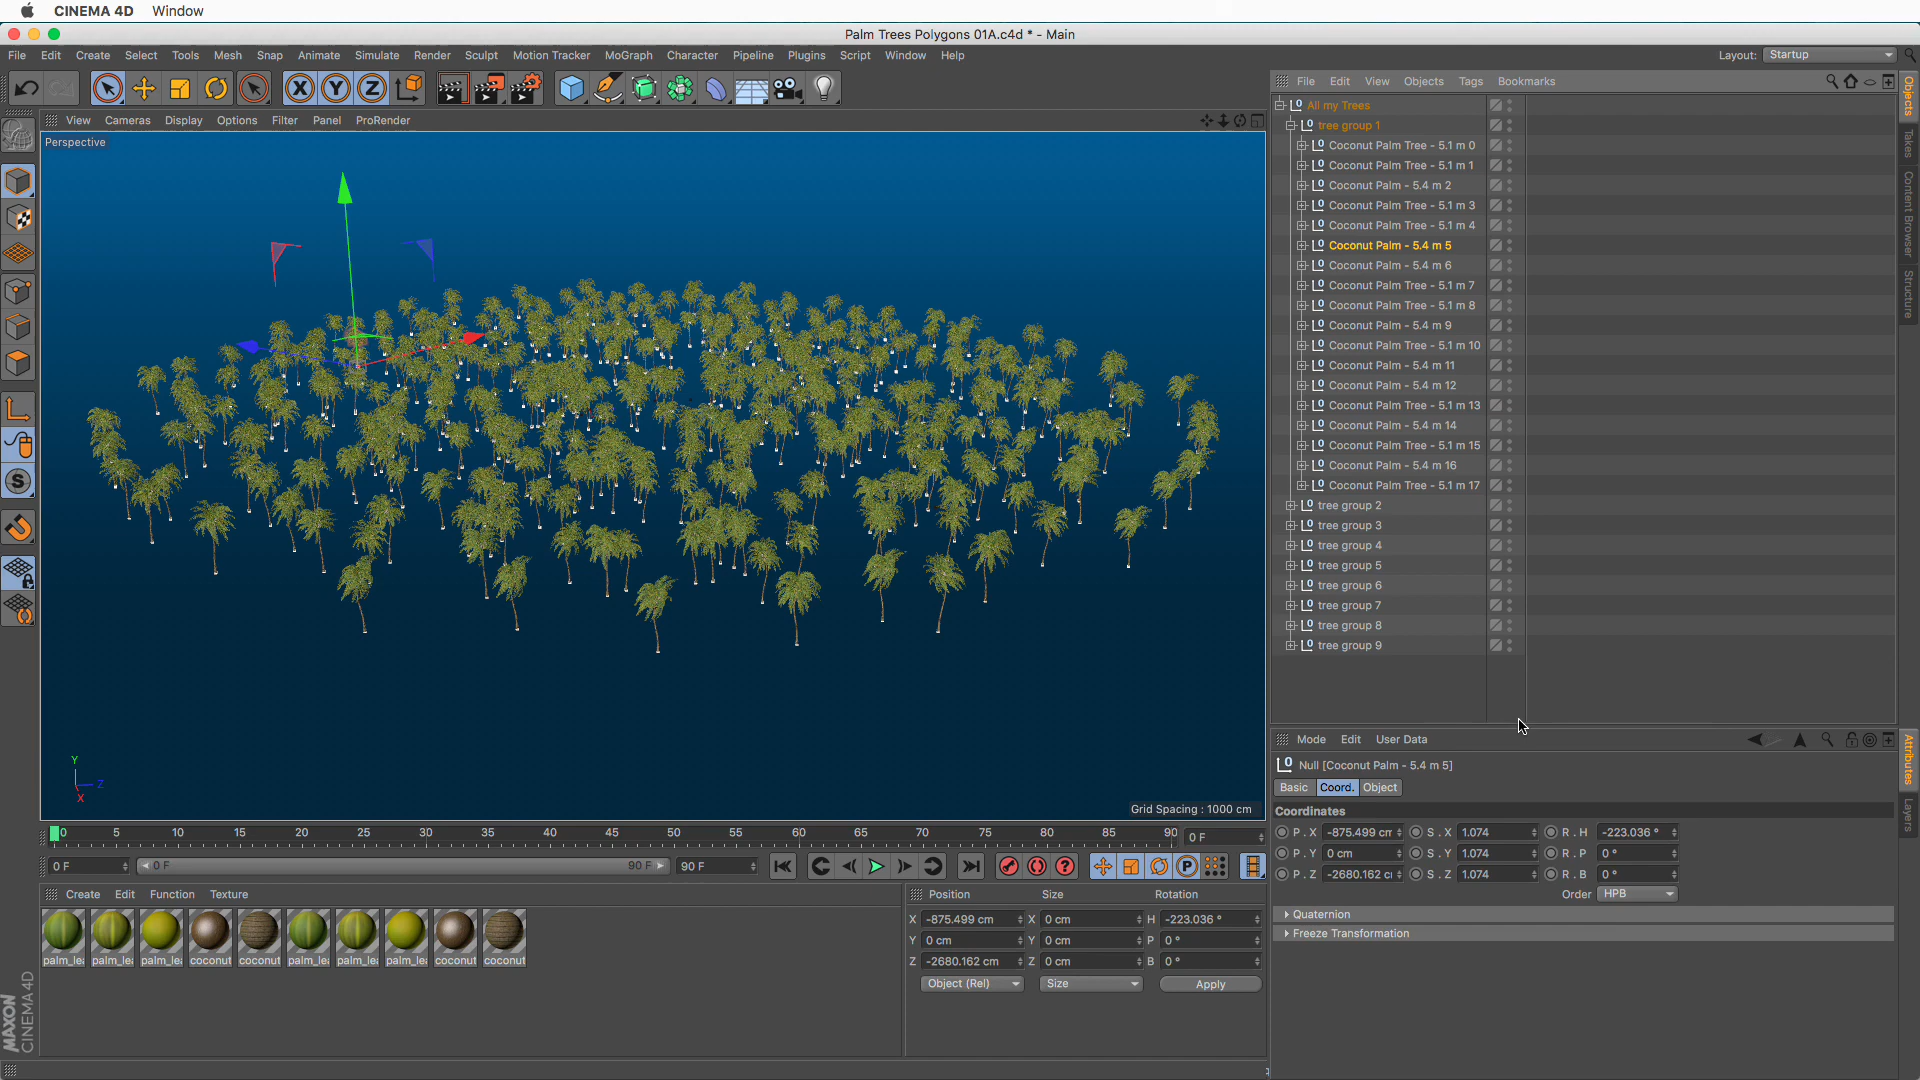 CINEMA 4D Window
Palm Trees Polygons 01A.c4d * - Main
File Edit Create Select Tools Mesh Snap Animate Simulate Render Sculpt Motion Tracker MoGraph Character Pipeline Plugins Script Window Help Layout: Startup
X Y Z
File Edit View Objects Tags Bookmarks
View Cameras Display Options Filter Panel ProRender
Perspective
All my Trees
tree group 1
Coconut Palm Tree - 5.1 m 0
Coconut Palm Tree - 5.1 m 1
Coconut Palm - 5.4 m 2
Coconut Palm Tree - 5.1 m 3
Coconut Palm Tree - 5.1 m 4
Coconut Palm - 5.4 m 5
Coconut Palm - 5.4 m 6
Coconut Palm Tree - 5.1 m 7
Coconut Palm Tree - 5.1 m 8
Coconut Palm - 5.4 m 9
Coconut Palm Tree - 5.1 m 10
Coconut Palm - 5.4 m 11
Coconut Palm - 5.4 m 12
Coconut Palm Tree - 5.1 m 13
Coconut Palm - 5.4 m 14
Coconut Palm Tree - 5.1 m 15
Coconut Palm - 5.4 m 16
Coconut Palm Tree - 5.1 m 17
tree group 2
tree group 3
tree group 4
tree group 5
tree group 6
tree group 7
tree group 8
tree group 9
Objects
Takes
Content Browser
Structure
Y
Z
X
Grid Spacing : 1000 cm
0 5 10 15 20 25 30 35 40 45 50 55 60 65 70 75 80 85 90 0 F
0 F 0 F 90 F 90 F
Create Edit Function Texture
palm_lea palm_lea palm_lea coconut coconut palm_lea palm_lea palm_lea coconut coconut
Position Size Rotation
X -875.499 cm X 0 cm H -223.036 °
Y 0 cm Y 0 cm P 0 °
Z -2680.162 cm Z 0 cm B 0 °
Object (Rel) Size Apply
Mode Edit User Data
Null [Coconut Palm - 5.4 m 5]
Basic Coord. Object
Coordinates
P . X -875.499 cm S . X 1.074 R . H -223.036 °
P . Y 0 cm S . Y 1.074 R . P 0 °
P . Z -2680.162 c S . Z 1.074 R . B 0 °
Order HPB
Quaternion
Freeze Transformation
Attributes
Layers
MAXON
CINEMA 4D